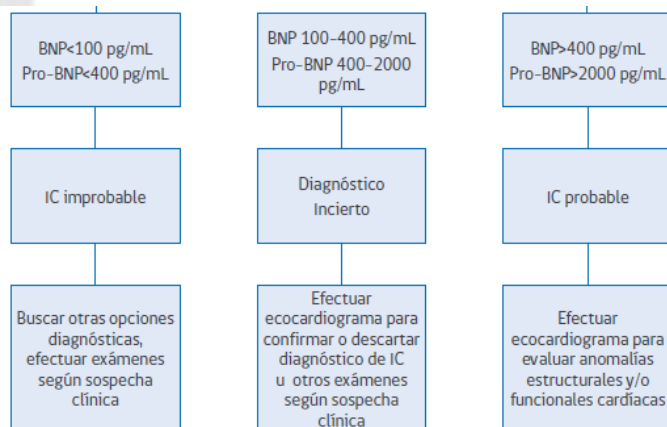 BNP<100 pg/mL
Pro-BNP<400 pg/mL
BNP 100-400 pg/mL
Pro-BNP 400-2000
pg/mL
BNP>400 pg/mL
Pro-BNP>2000 pg/mL
IC improbable
Diagnóstico
Incierto
IC probable
Buscar otras opciones
diagnósticas,
efectuar exámenes
según sospecha
clínica
Efectuar
ecocardiograma para
confirmar o descartar
diagnóstico de IC
u otros exámenes
según sospecha
clínica
Efectuar
ecocardiograma para
evaluar anomalías
estructurales y/o
funcionales cardíacas